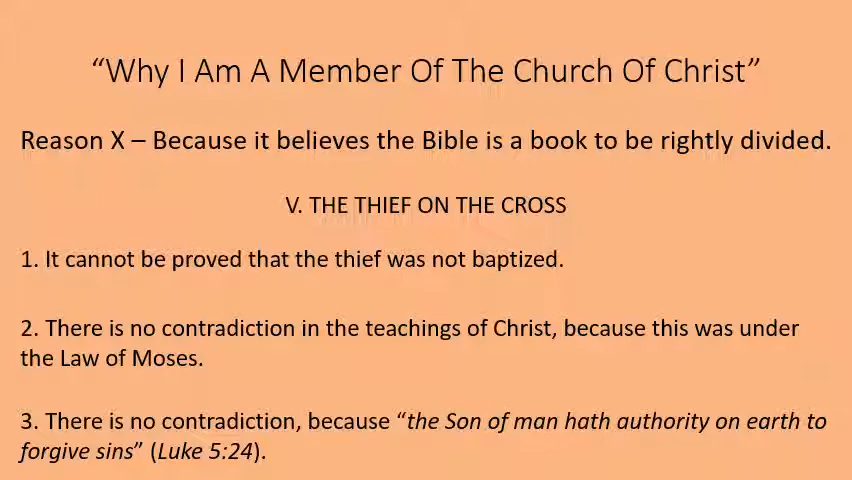 “Why I Am A Member Of The Church Of Christ”
Reason X – Because it believes the Bible is a book to be rightly divided.
V. THE THIEF ON THE CROSS
1. It cannot be proved that the thief was not baptized.
2. There is no contradiction in the teachings of Christ, because this was under
the Law of Moses.
3. There is no contradiction, because “the Son of man hath authority on earth to
forgive sins” (Luke 5:24).